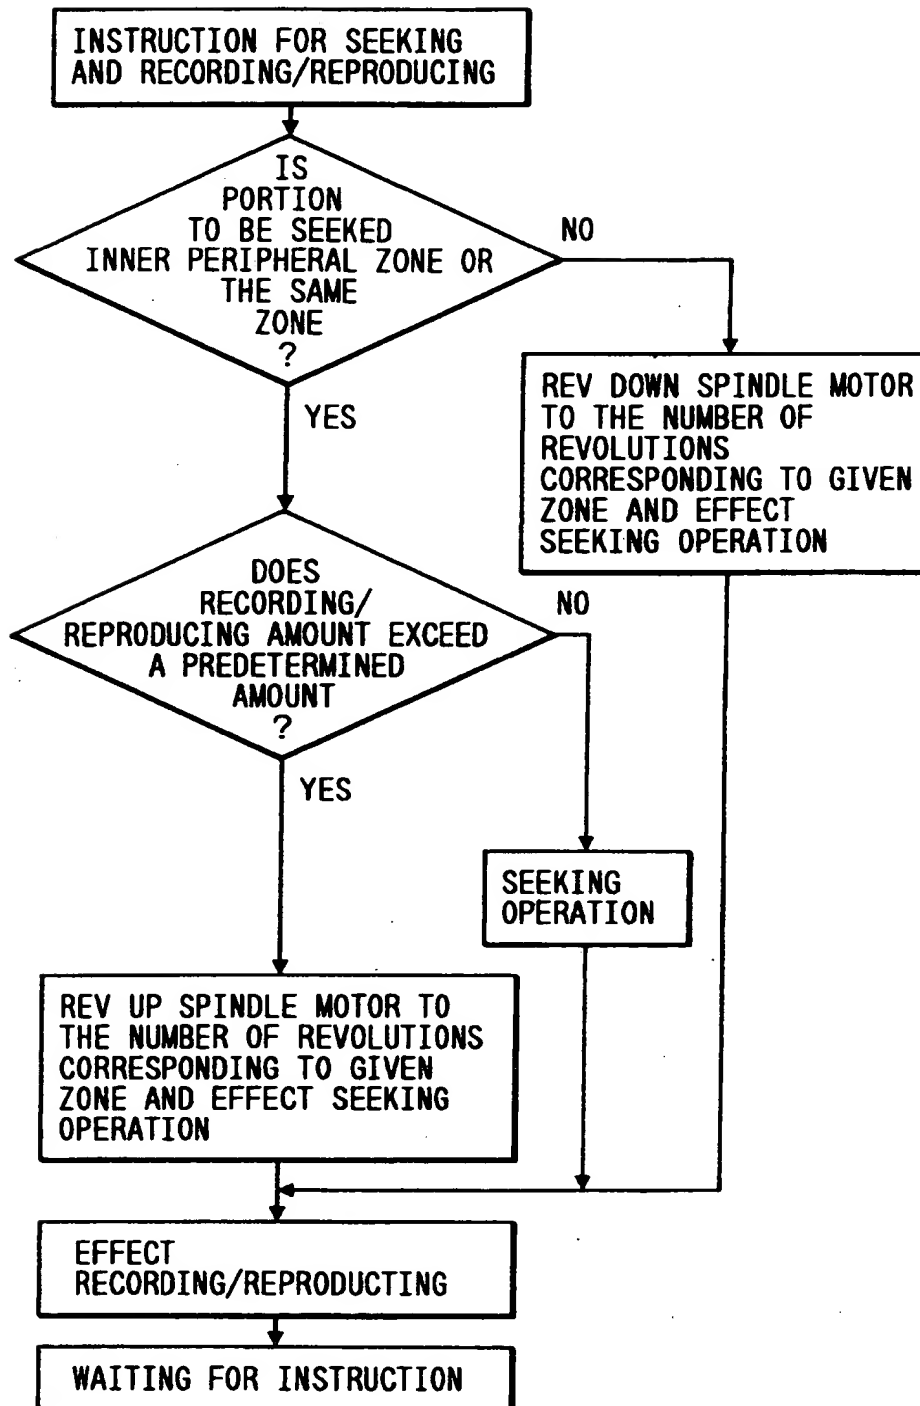 INSTRUCTION FOR SEEKING
AND RECORDING/REPRODUCING
IS
PORTION
TO BE SEEKED
INNER PERIPHERAL ZONE OR
THE SAME
ZONE
?
NO
YES
REV DOWN SPINDLE MOTOR
TO THE NUMBER OF
REVOLUTIONS
CORRESPONDING TO GIVEN
ZONE AND EFFECT
SEEKING OPERATION
DOES
RECORDING/
REPRODUCING AMOUNT EXCEED
A PREDETERMINED
AMOUNT
?
NO
YES
SEEKING
OPERATION
REV UP SPINDLE MOTOR TO
THE NUMBER OF REVOLUTIONS
CORRESPONDING TO GIVEN
ZONE AND EFFECT SEEKING
OPERATION
EFFECT
RECORDING/REPRODUCTING
WAITING FOR INSTRUCTION